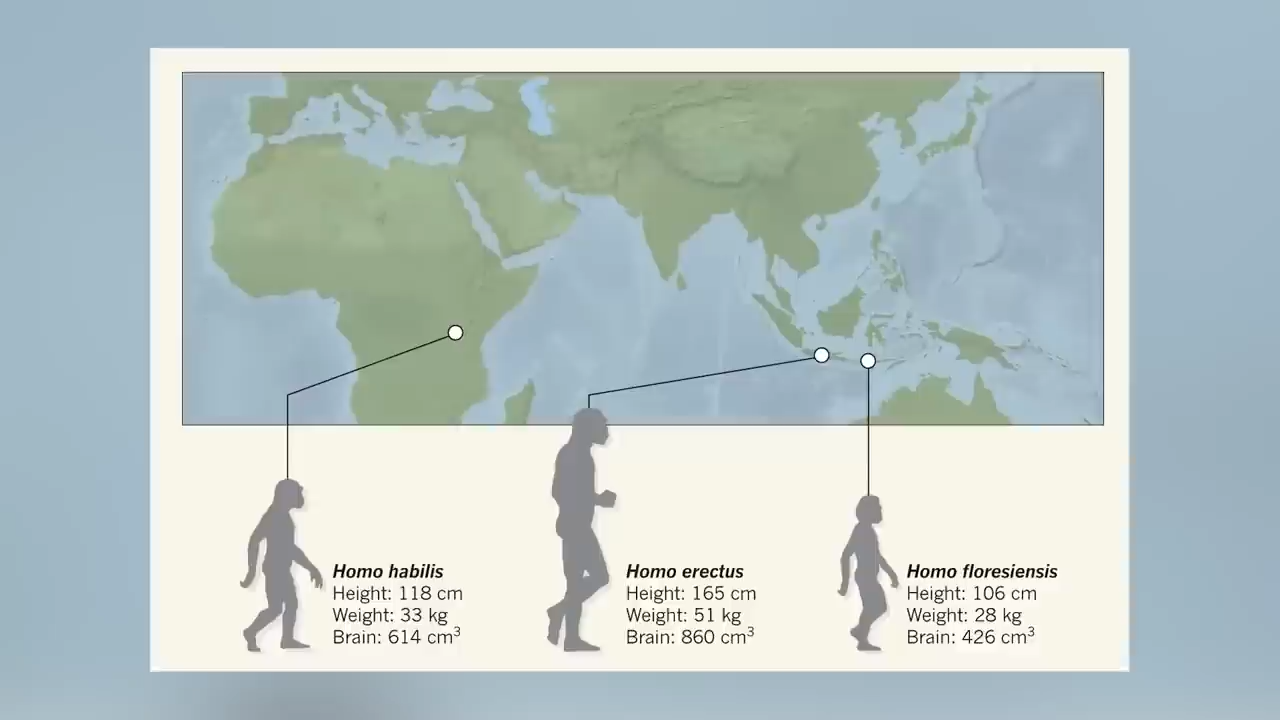 Homo habilis
Height: 118 cm
Weight: 33 kg
Brain: 614 cm³
Homo erectus
Height: 165 cm
Weight: 51 kg
Brain: 860 cm³
Homo floresiensis
Height: 106 cm
Weight: 28 kg
Brain: 426 cm³